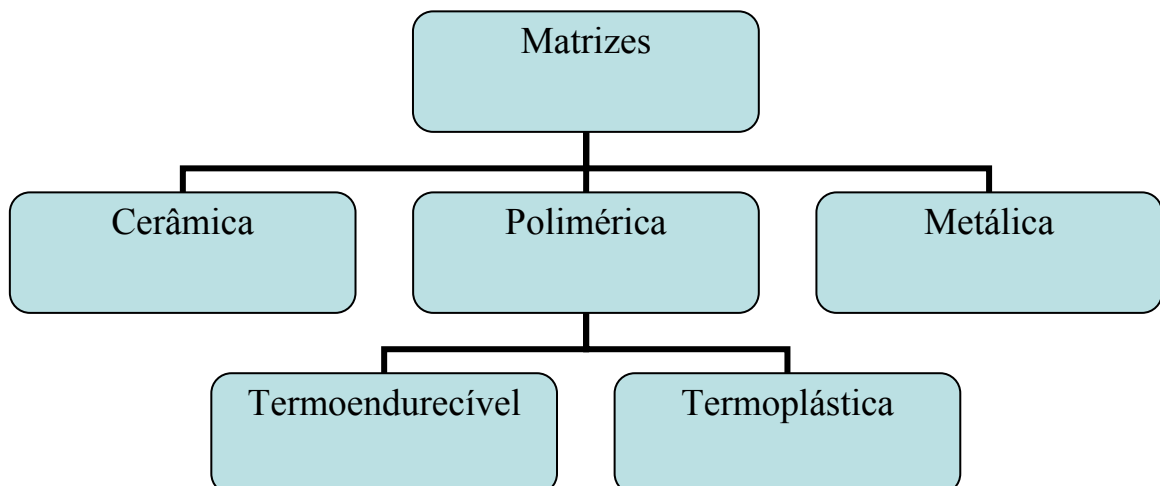 Matrizes
Cerâmica
Polimérica
Metálica
Termoendurecível
Termoplástica